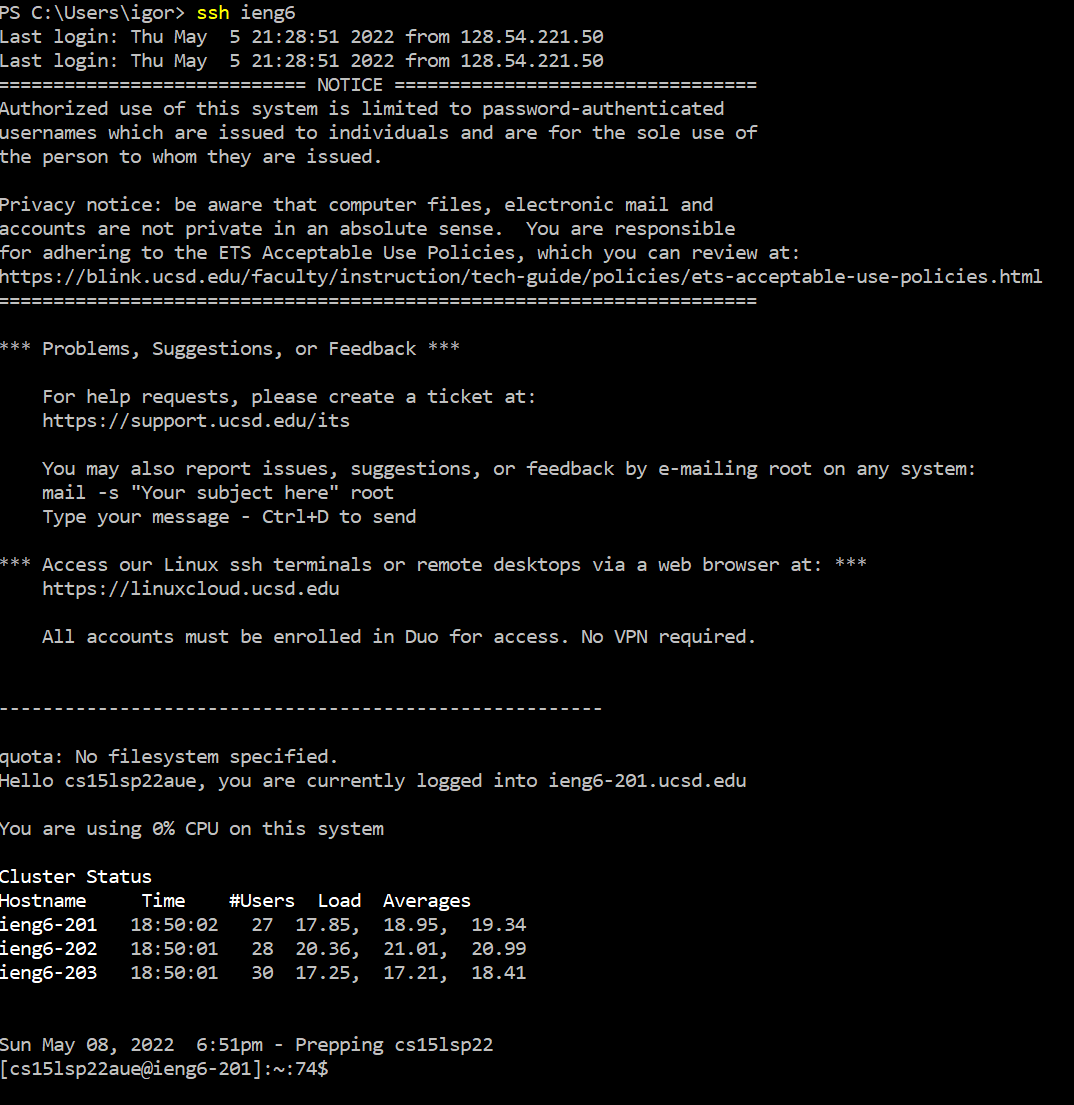 PS C:\Users\igor> ssh ieng6
Last login: Thu May  5 21:28:51 2022 from 128.54.221.50
Last login: Thu May  5 21:28:51 2022 from 128.54.221.50
============================ NOTICE =================================
Authorized use of this system is limited to password-authenticated
usernames which are issued to individuals and are for the sole use of
the person to whom they are issued.

Privacy notice: be aware that computer files, electronic mail and
accounts are not private in an absolute sense.  You are responsible
for adhering to the ETS Acceptable Use Policies, which you can review at:
https://blink.ucsd.edu/faculty/instruction/tech-guide/policies/ets-acceptable-use-policies.html
=====================================================================

*** Problems, Suggestions, or Feedback ***

    For help requests, please create a ticket at:
    https://support.ucsd.edu/its

    You may also report issues, suggestions, or feedback by e-mailing root on any system:
    mail -s "Your subject here" root
    Type your message - Ctrl+D to send

*** Access our Linux ssh terminals or remote desktops via a web browser at: ***
    https://linuxcloud.ucsd.edu

    All accounts must be enrolled in Duo for access. No VPN required.


-------------------------------------------------------

quota: No filesystem specified.
Hello cs15lsp22aue, you are currently logged into ieng6-201.ucsd.edu

You are using 0% CPU on this system

Cluster Status
Hostname     Time    #Users  Load  Averages
ieng6-201   18:50:02   27  17.85,  18.95,  19.34
ieng6-202   18:50:01   28  20.36,  21.01,  20.99
ieng6-203   18:50:01   30  17.25,  17.21,  18.41


Sun May 08, 2022  6:51pm - Prepping cs15lsp22
[cs15lsp22aue@ieng6-201]:~:74$